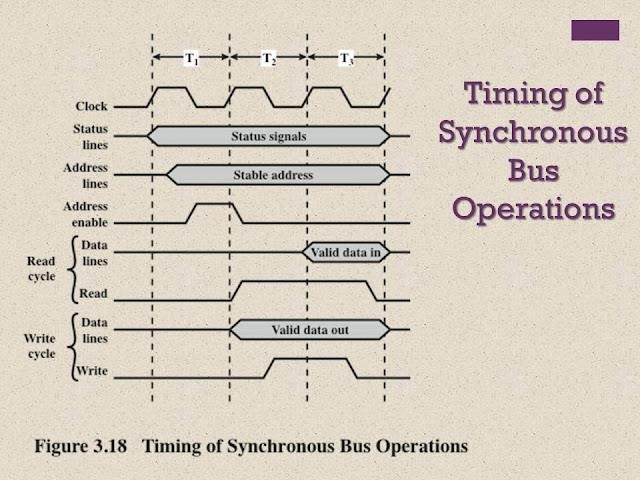 T1 T2 T3
Timing of
Synchronous
Bus
Operations
Clock
Status
lines
Status signals
Address
lines
Stable address
Address
enable
Read
cycle
Data
lines
Valid data in
Read
Write
cycle
Data
lines
Valid data out
Write
Figure 3.18 Timing of Synchronous Bus Operations